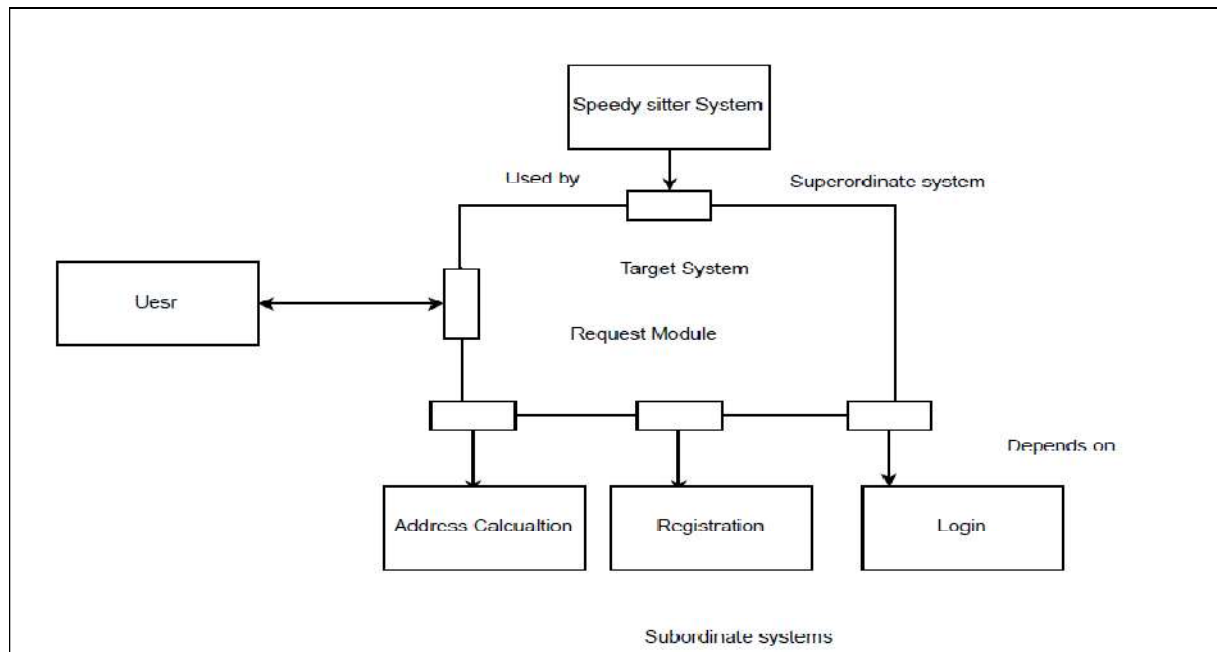 Speedy sitter System
Used by
Superordinate system
Target System
Uesr
Request Module
Depends on
Address Calcualtion
Registration
Login
Subordinate systems